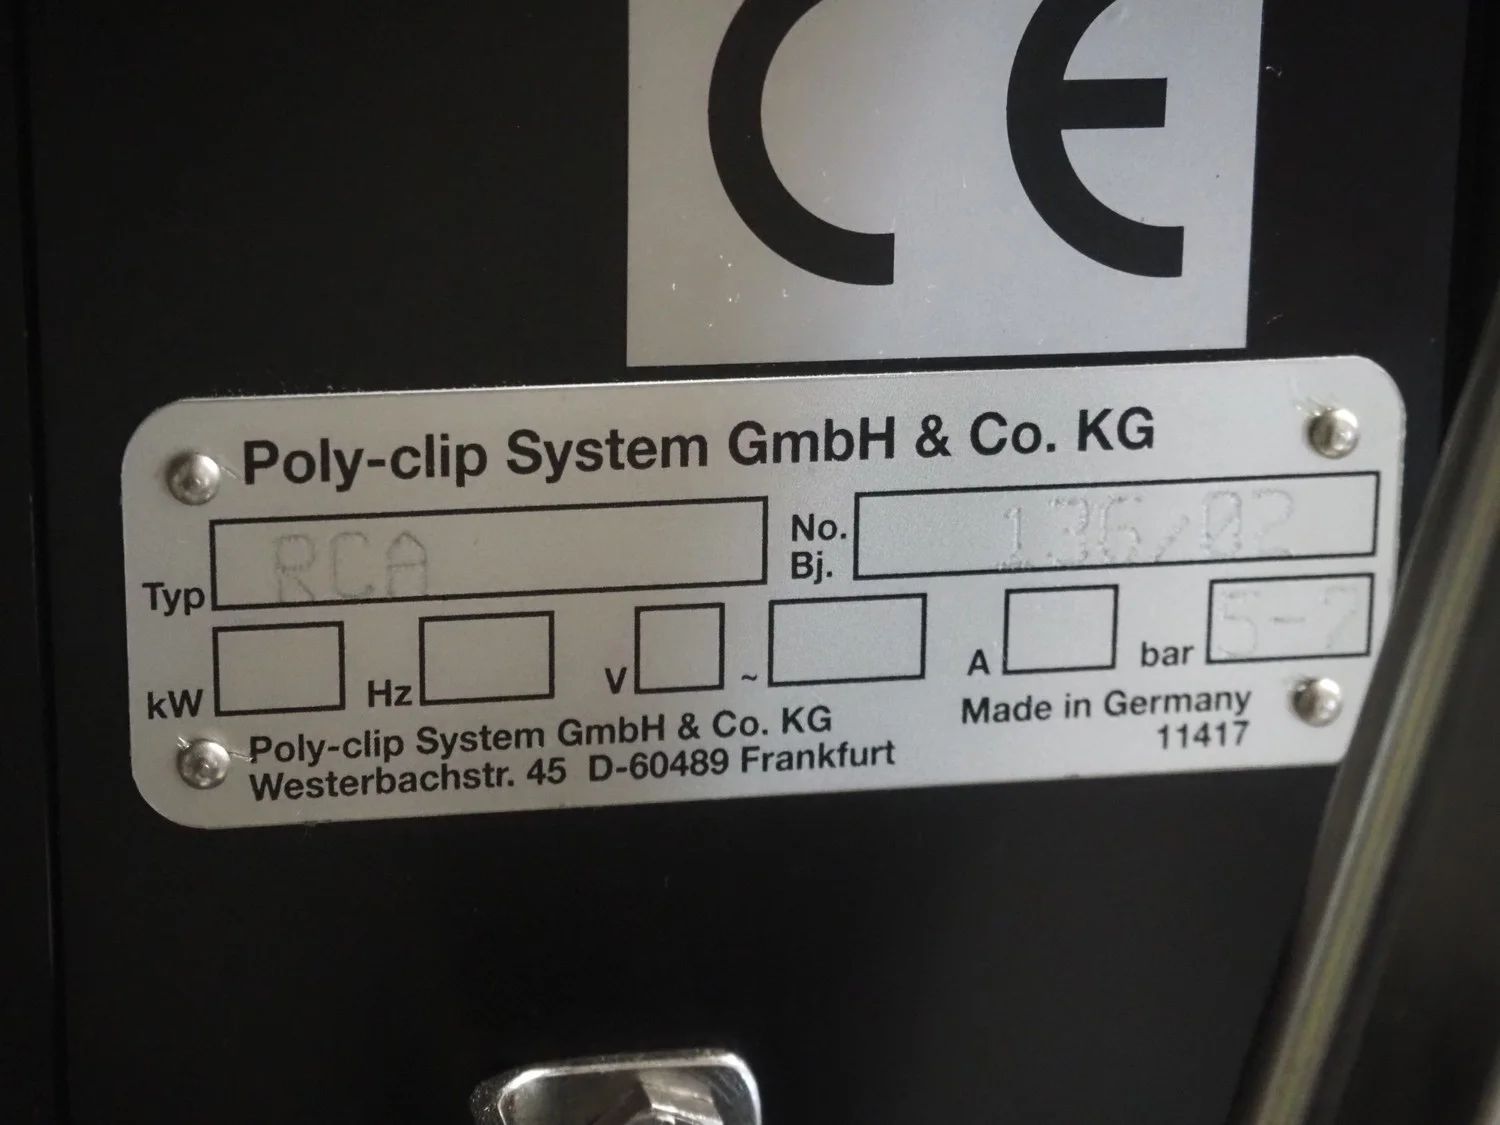 CE
Poly-clip System GmbH & Co. KG
Typ RCA No. Bj. 136/02
kW Hz V ~ A bar 5-7
Poly-clip System GmbH & Co. KG
Westerbachstr. 45 D-60489 Frankfurt
Made in Germany
11417